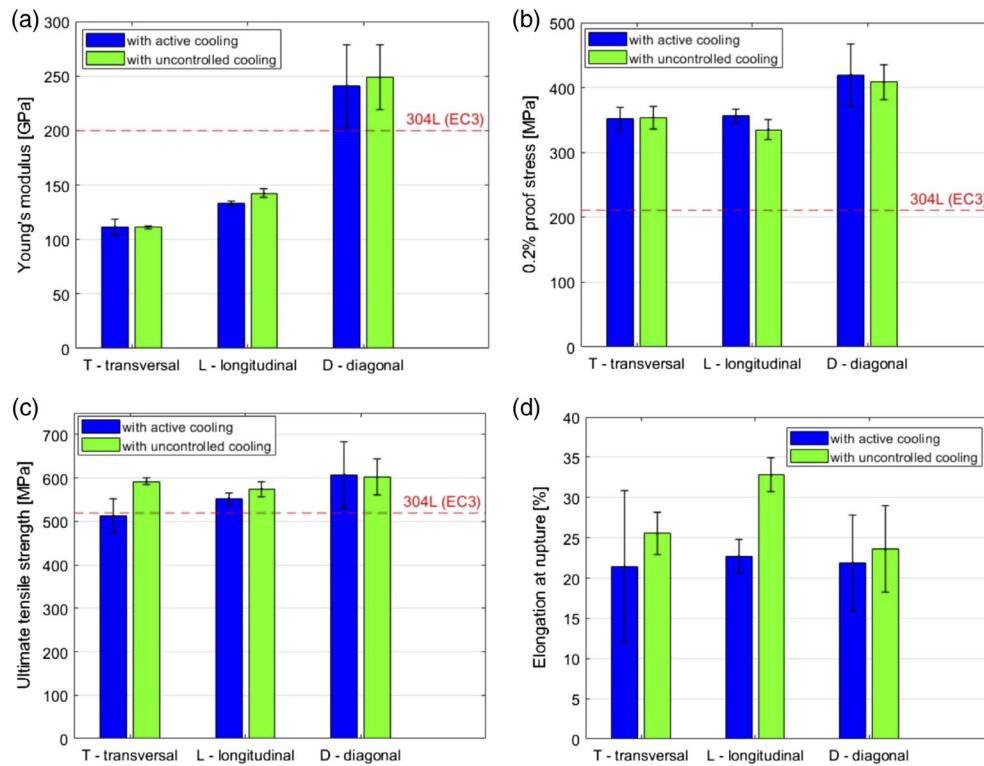 (a)
300
250
200
150
100
50
0
Young's modulus [GPa]
with active cooling
with uncontrolled cooling
304L (EC3)
T - transversal
L - longitudinal
D - diagonal
(b)
500
400
300
200
100
0
0.2% proof stress [MPa]
with active cooling
with uncontrolled cooling
304L (EC3)
T - transversal
L - longitudinal
D - diagonal
(c)
700
600
500
400
300
200
100
0
Ultimate tensile strength [MPa]
with active cooling
with uncontrolled cooling
304L (EC3)
T - transversal
L - longitudinal
D - diagonal
(d)
40
35
30
25
20
15
10
5
0
Elongation at rupture [%]
with active cooling
with uncontrolled cooling
T - transversal
L - longitudinal
D - diagonal